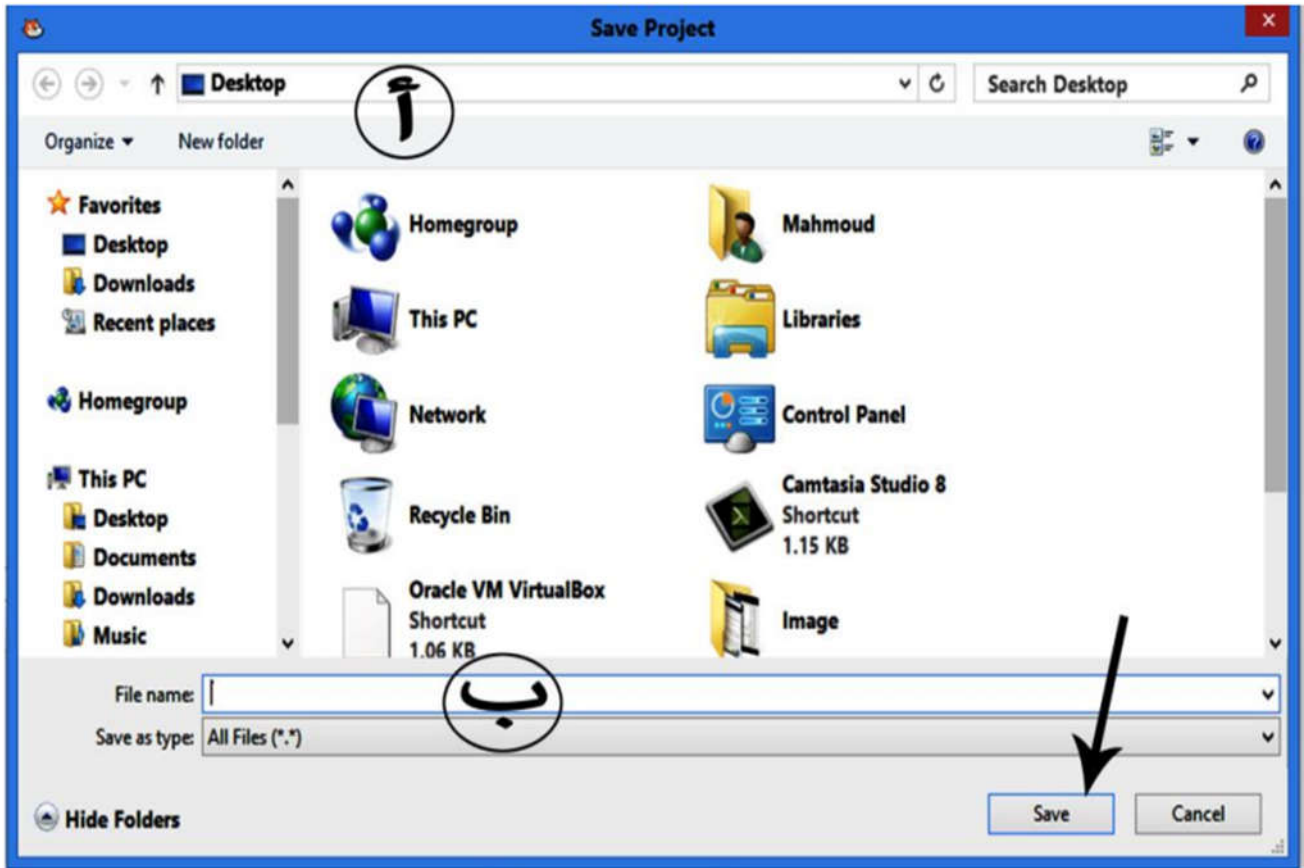 Save Project
Desktop
Search Desktop
أ
Organize
New folder
Favorites
Desktop
Downloads
Recent places
Homegroup
This PC
Desktop
Documents
Downloads
Music
Homegroup
Mahmoud
This PC
Libraries
Network
Control Panel
Recycle Bin
Camtasia Studio 8
Shortcut
1.15 KB
Oracle VM VirtualBox
Shortcut
1.06 KB
Image
File name:
ب
Save as type: All Files (*.*)
Hide Folders
Save
Cancel